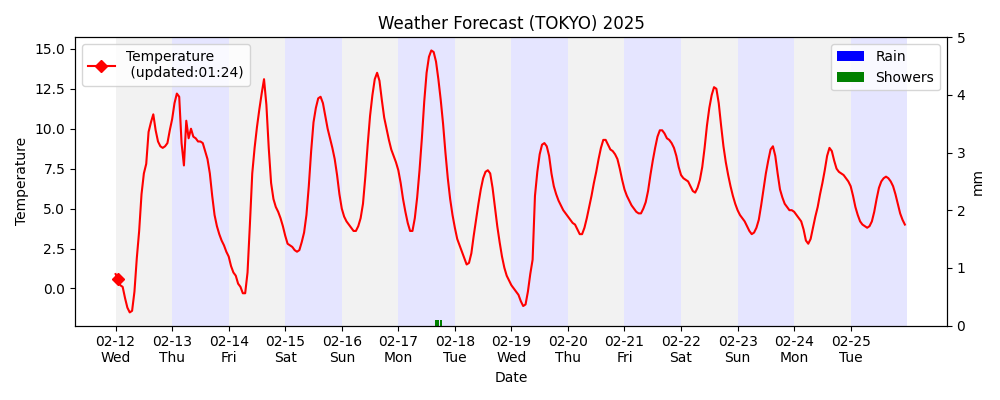 Weather Forecast (TOKYO) 2025
Temperature
(updated:01:24)
Rain
Showers
Temperature
15.0
12.5
10.0
7.5
5.0
2.5
0.0
5
4
3
2
1
0
mm
02-12 02-13 02-14 02-15 02-16 02-17 02-18 02-19 02-20 02-21 02-22 02-23 02-24 02-25
Wed Thu Fri Sat Sun Mon Tue Wed Thu Fri Sat Sun Mon Tue
Date